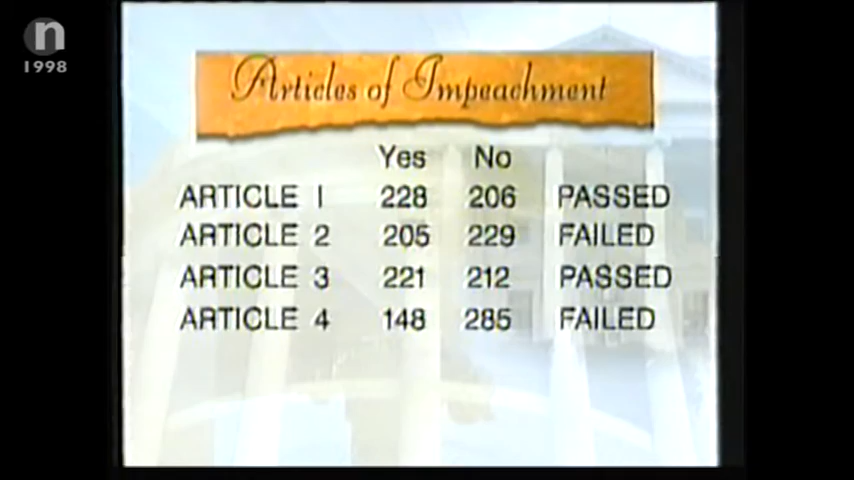 n
1998
Articles of Impeachment
Yes No
ARTICLE 1 228 206 PASSED
ARTICLE 2 205 229 FAILED
ARTICLE 3 221 212 PASSED
ARTICLE 4 148 285 FAILED